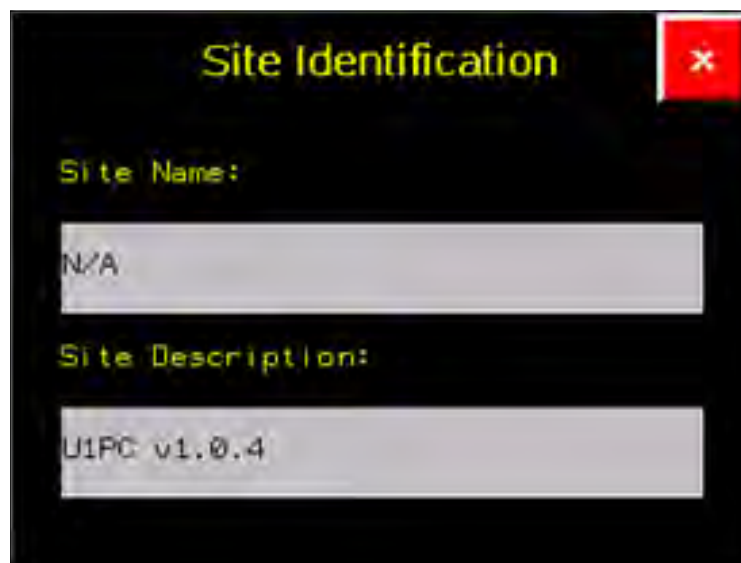 Site Identification
×
Site Name:
N/A
Site Description:
U1PC v1.0.4